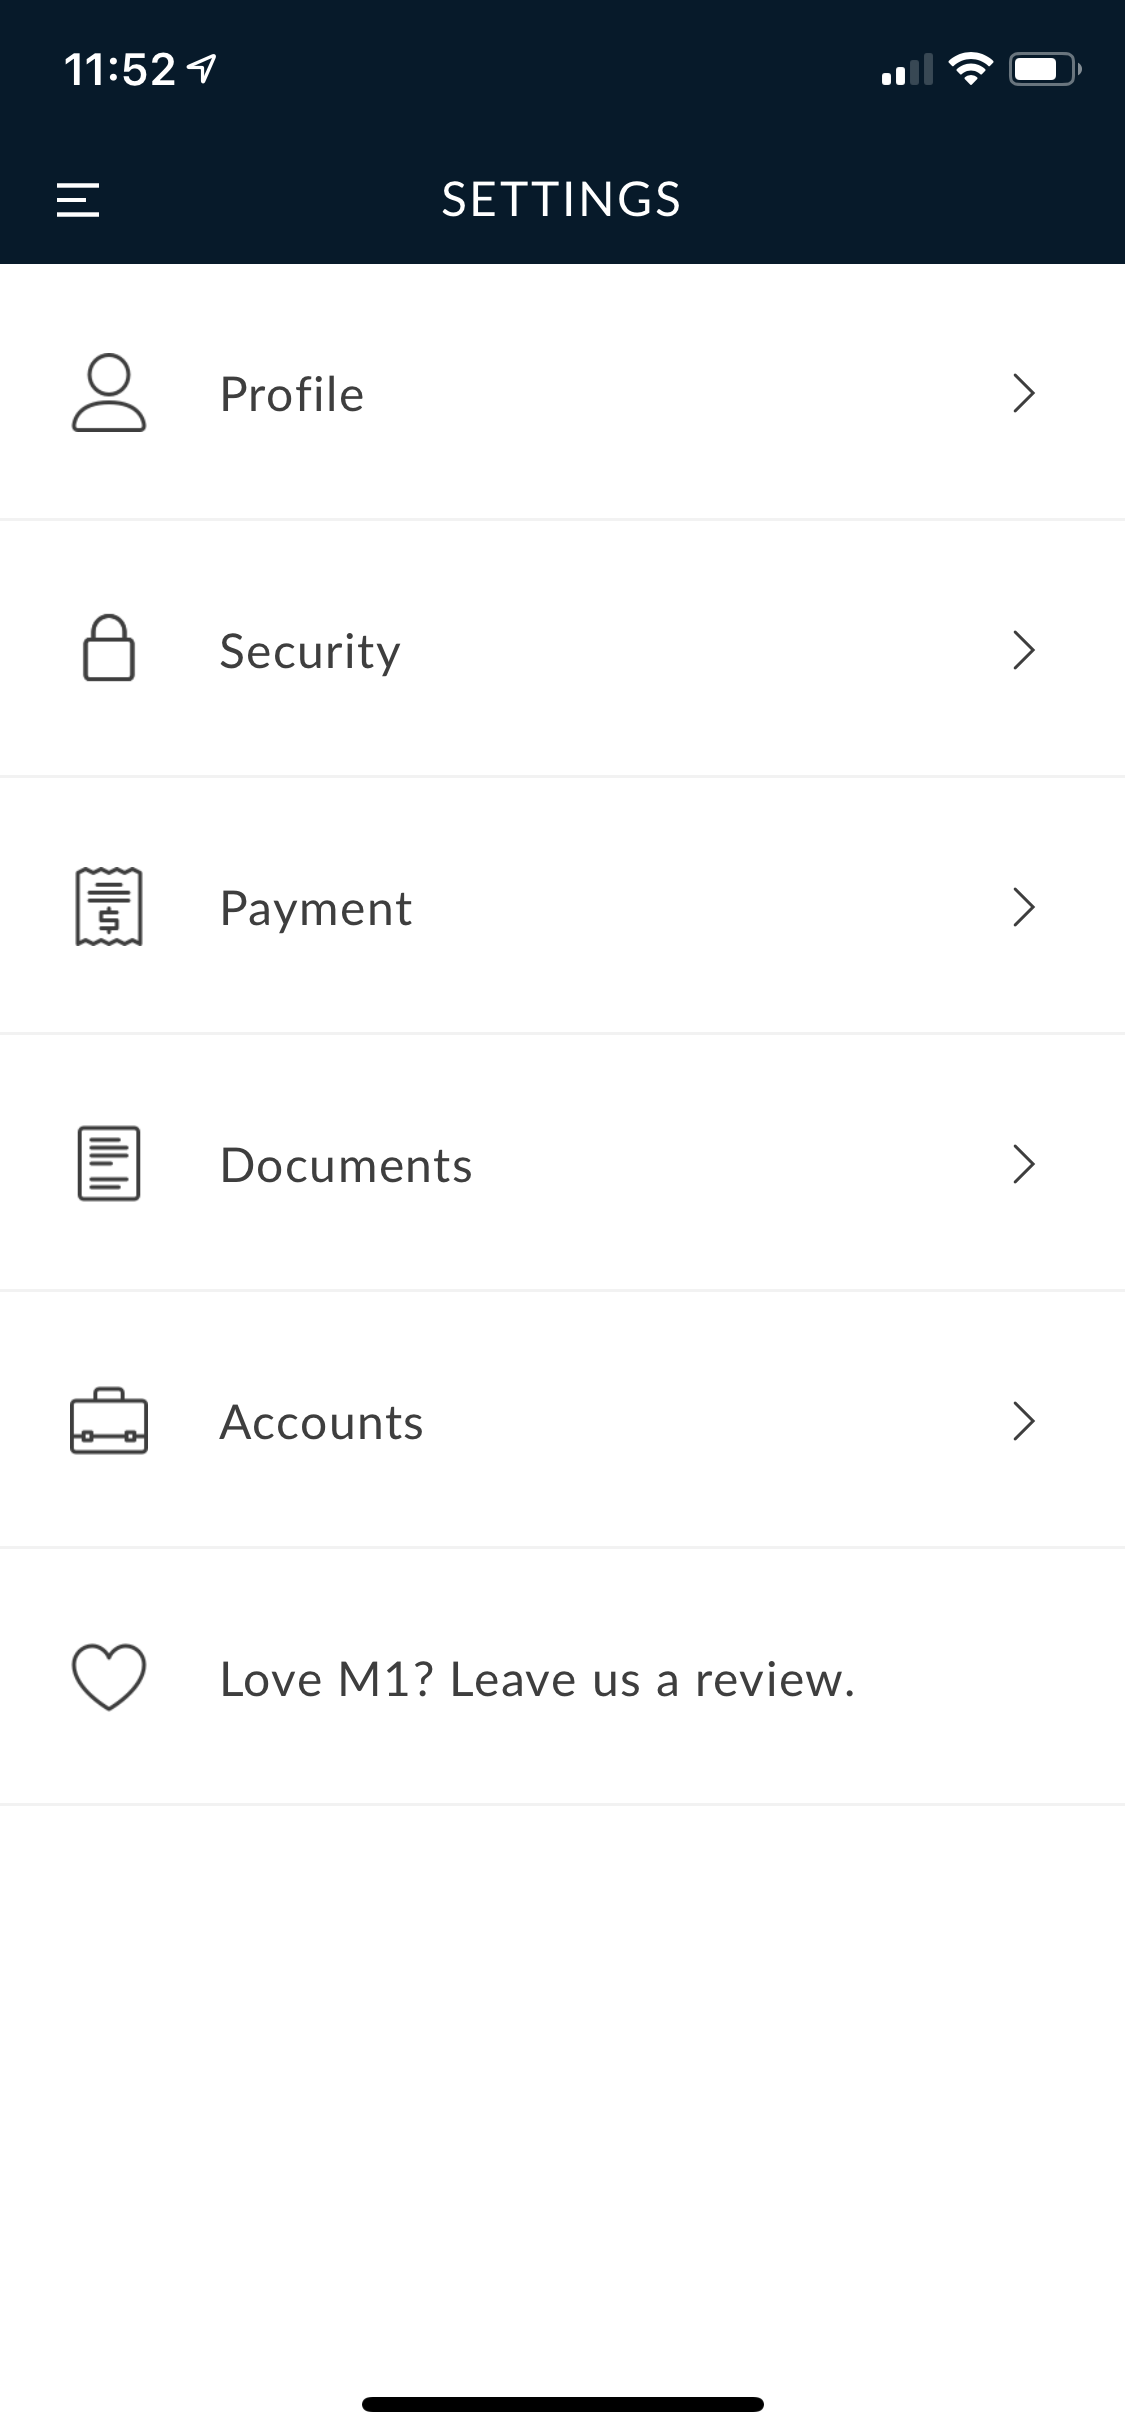 11:52
SETTINGS
Profile
Security
Payment
Documents
Accounts
Love M1? Leave us a review.